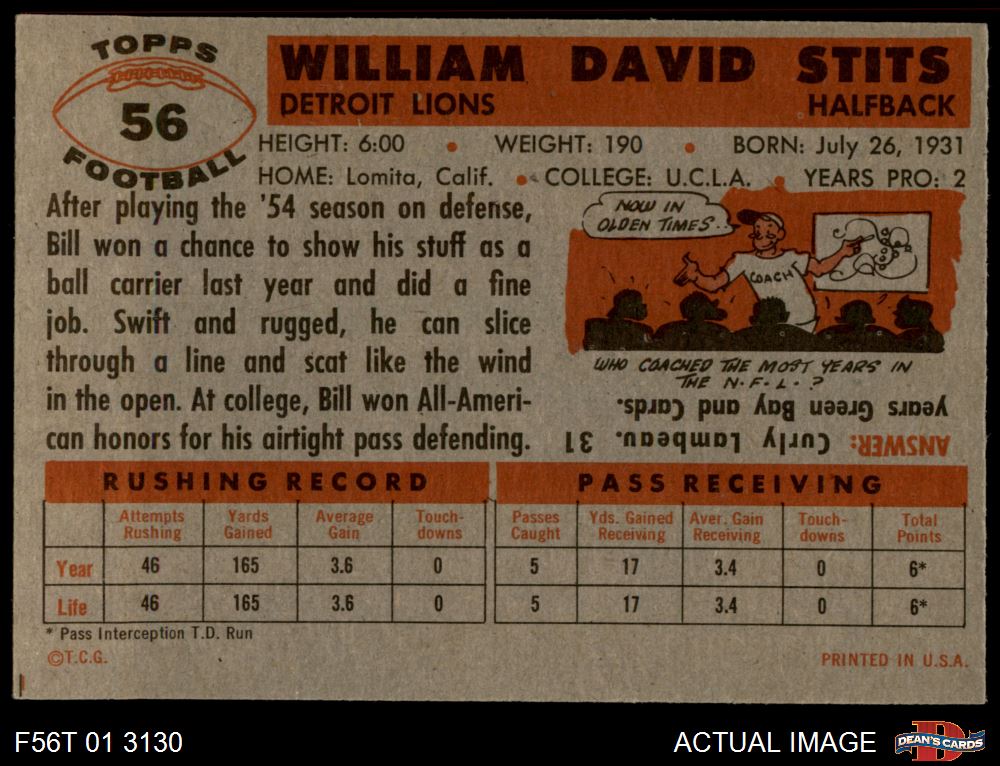 TOPPS
56
FOOTBALL
WILLIAM DAVID STITS
DETROIT LIONS HALFBACK
HEIGHT: 6:00 • WEIGHT: 190 • BORN: July 26, 1931
HOME: Lomita, Calif. • COLLEGE: U.C.L.A. • YEARS PRO: 2
After playing the '54 season on defense,
Bill won a chance to show his stuff as a
ball carrier last year and did a fine
job. Swift and rugged, he can slice
through a line and scat like the wind
in the open. At college, Bill won All-Ameri-
can honors for his airtight pass defending.
NOW IN
OLDEN TIMES..
COACH
WHO COACHED THE MOST YEARS IN
THE N.F.L.?
ANSWER: Curly Lambeau. 31
years Green Bay and Cards.
RUSHING RECORD
Attempts Rushing Yards Gained Average Gain Touch-downs
Year 46 165 3.6 0
Life 46 165 3.6 0
PASS RECEIVING
Passes Caught Yds. Gained Receiving Aver. Gain Receiving Touch-downs Total Points
5 17 3.4 0 6*
5 17 3.4 0 6*
* Pass Interception T.D. Run
©T.C.G. PRINTED IN U.S.A.
F56T 01 3130 ACTUAL IMAGE DEAN'S CARDS